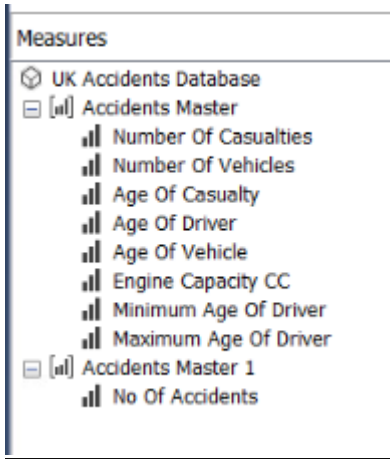 Measures
UK Accidents Database
Accidents Master
Number Of Casualties
Number Of Vehicles
Age Of Casualty
Age Of Driver
Age Of Vehicle
Engine Capacity CC
Minimum Age Of Driver
Maximum Age Of Driver
Accidents Master 1
No Of Accidents